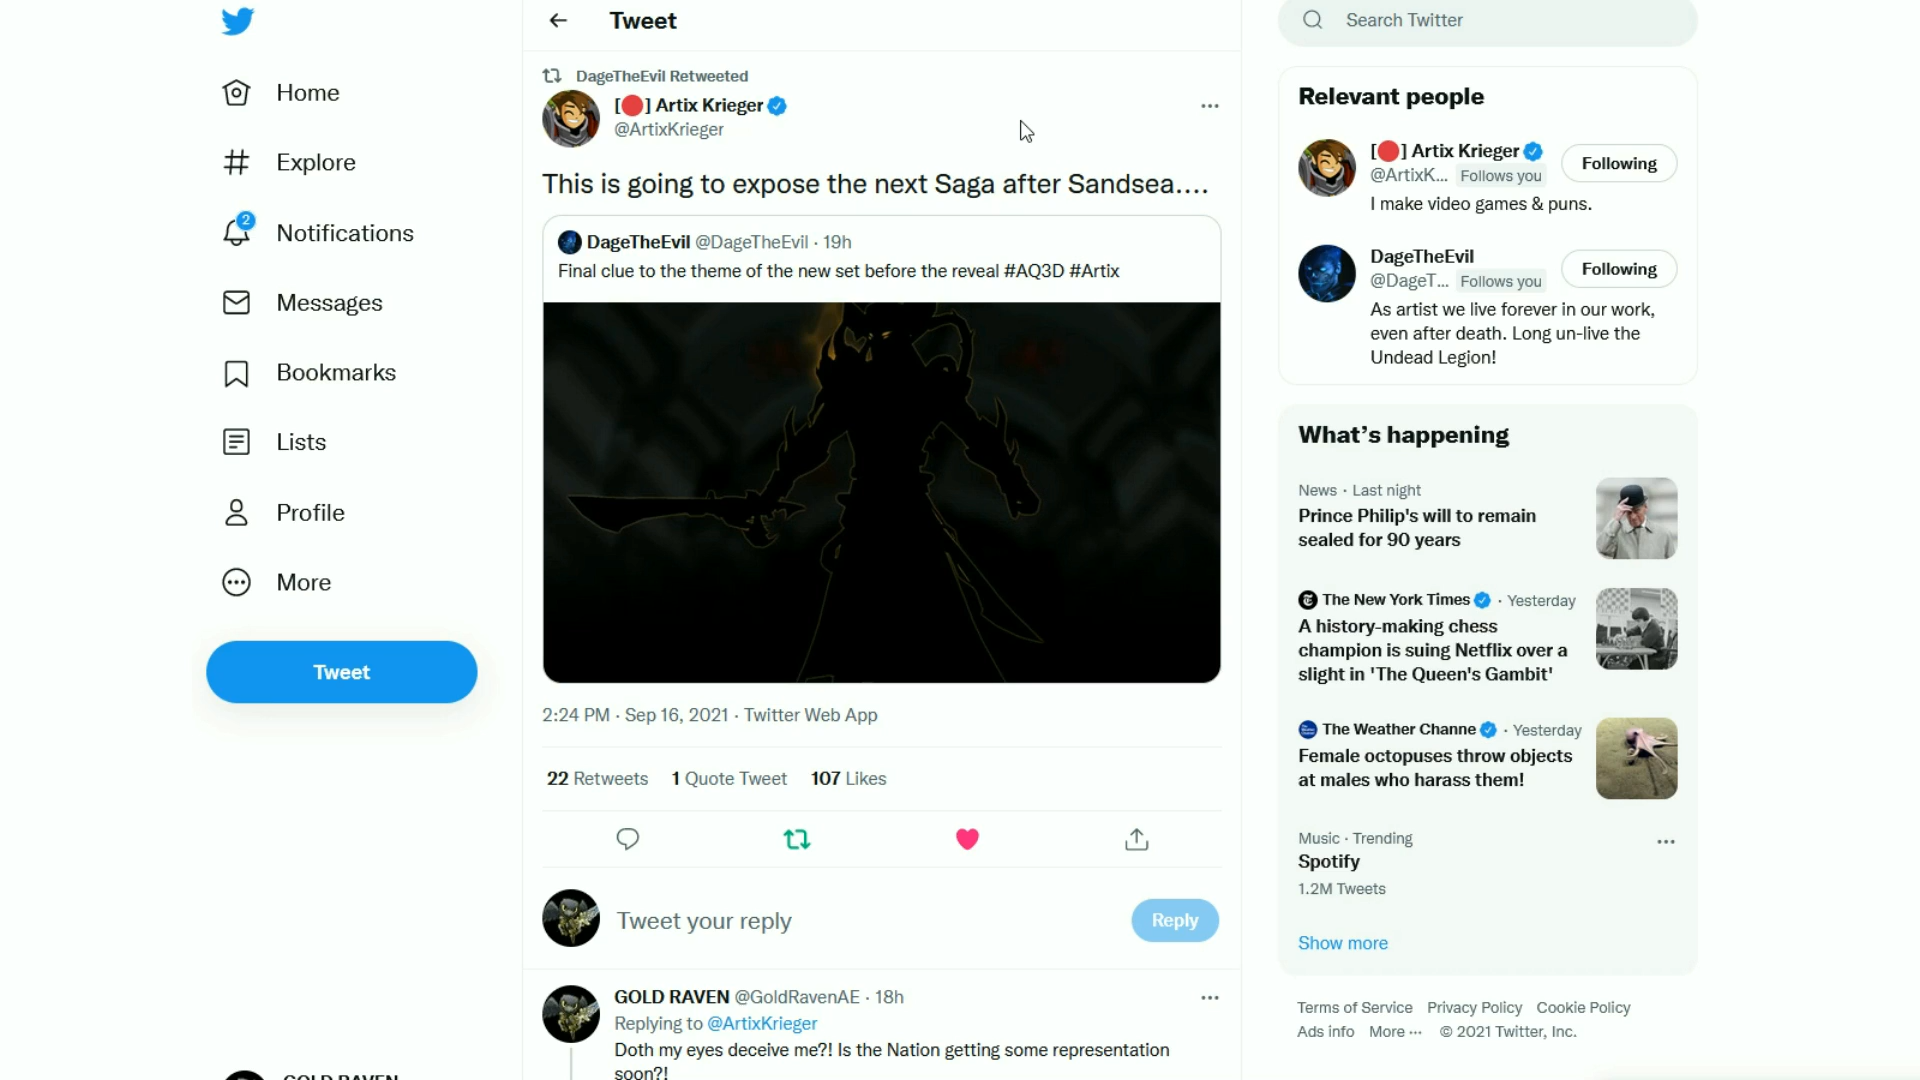 Home
Explore
2
Notifications
Messages
Bookmarks
Lists
Profile
More
Tweet
Tweet
DageTheEvil Retweeted
[🔴] Artix Krieger
@ArtixKrieger
This is going to expose the next Saga after Sandsea....
DageTheEvil @DageTheEvil · 19h
Final clue to the theme of the new set before the reveal #AQ3D #Artix
2:24 PM · Sep 16, 2021 · Twitter Web App
22 Retweets 1 Quote Tweet 107 Likes
Tweet your reply
Reply
GOLD RAVEN @GoldRavenAE · 18h
Replying to @ArtixKrieger
Doth my eyes deceive me?! Is the Nation getting some representation
soon?!
GOLD RAVEN
Search Twitter
Relevant people
[🔴] Artix Krieger
@ArtixK... Follows you
Following
I make video games & puns.
DageTheEvil
@DageT... Follows you
Following
As artist we live forever in our work,
even after death. Long un-live the
Undead Legion!
What's happening
News · Last night
Prince Philip's will to remain
sealed for 90 years
The New York Times · Yesterday
A history-making chess
champion is suing Netflix over a
slight in 'The Queen's Gambit'
The Weather Channe · Yesterday
Female octopuses throw objects
at males who harass them!
Music · Trending
Spotify
1.2M Tweets
Show more
Terms of Service Privacy Policy Cookie Policy
Ads info More ··· © 2021 Twitter, Inc.